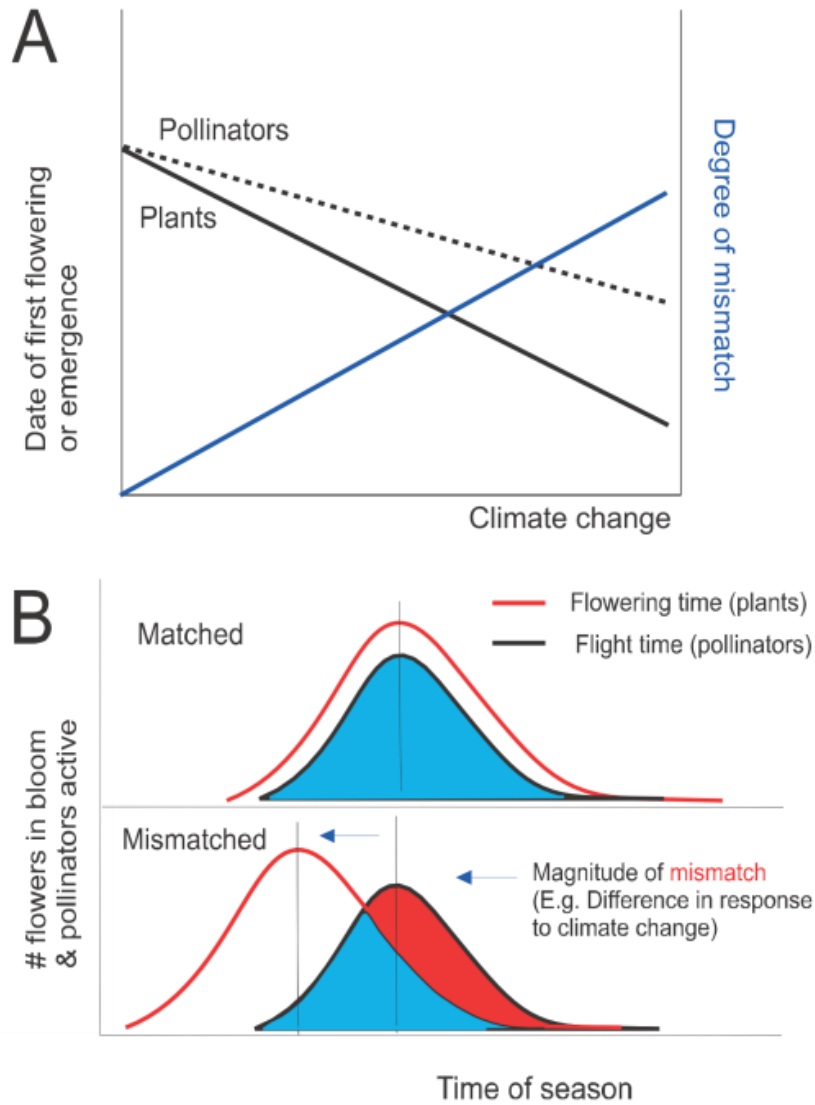 A
Pollinators
Plants
Date of first flowering
or emergence
Degree of mismatch
Climate change
B
Matched
Flowering time (plants)
Flight time (pollinators)
# flowers in bloom
& pollinators active
Mismatched
Magnitude of mismatch
(E.g. Difference in response
to climate change)
Time of season